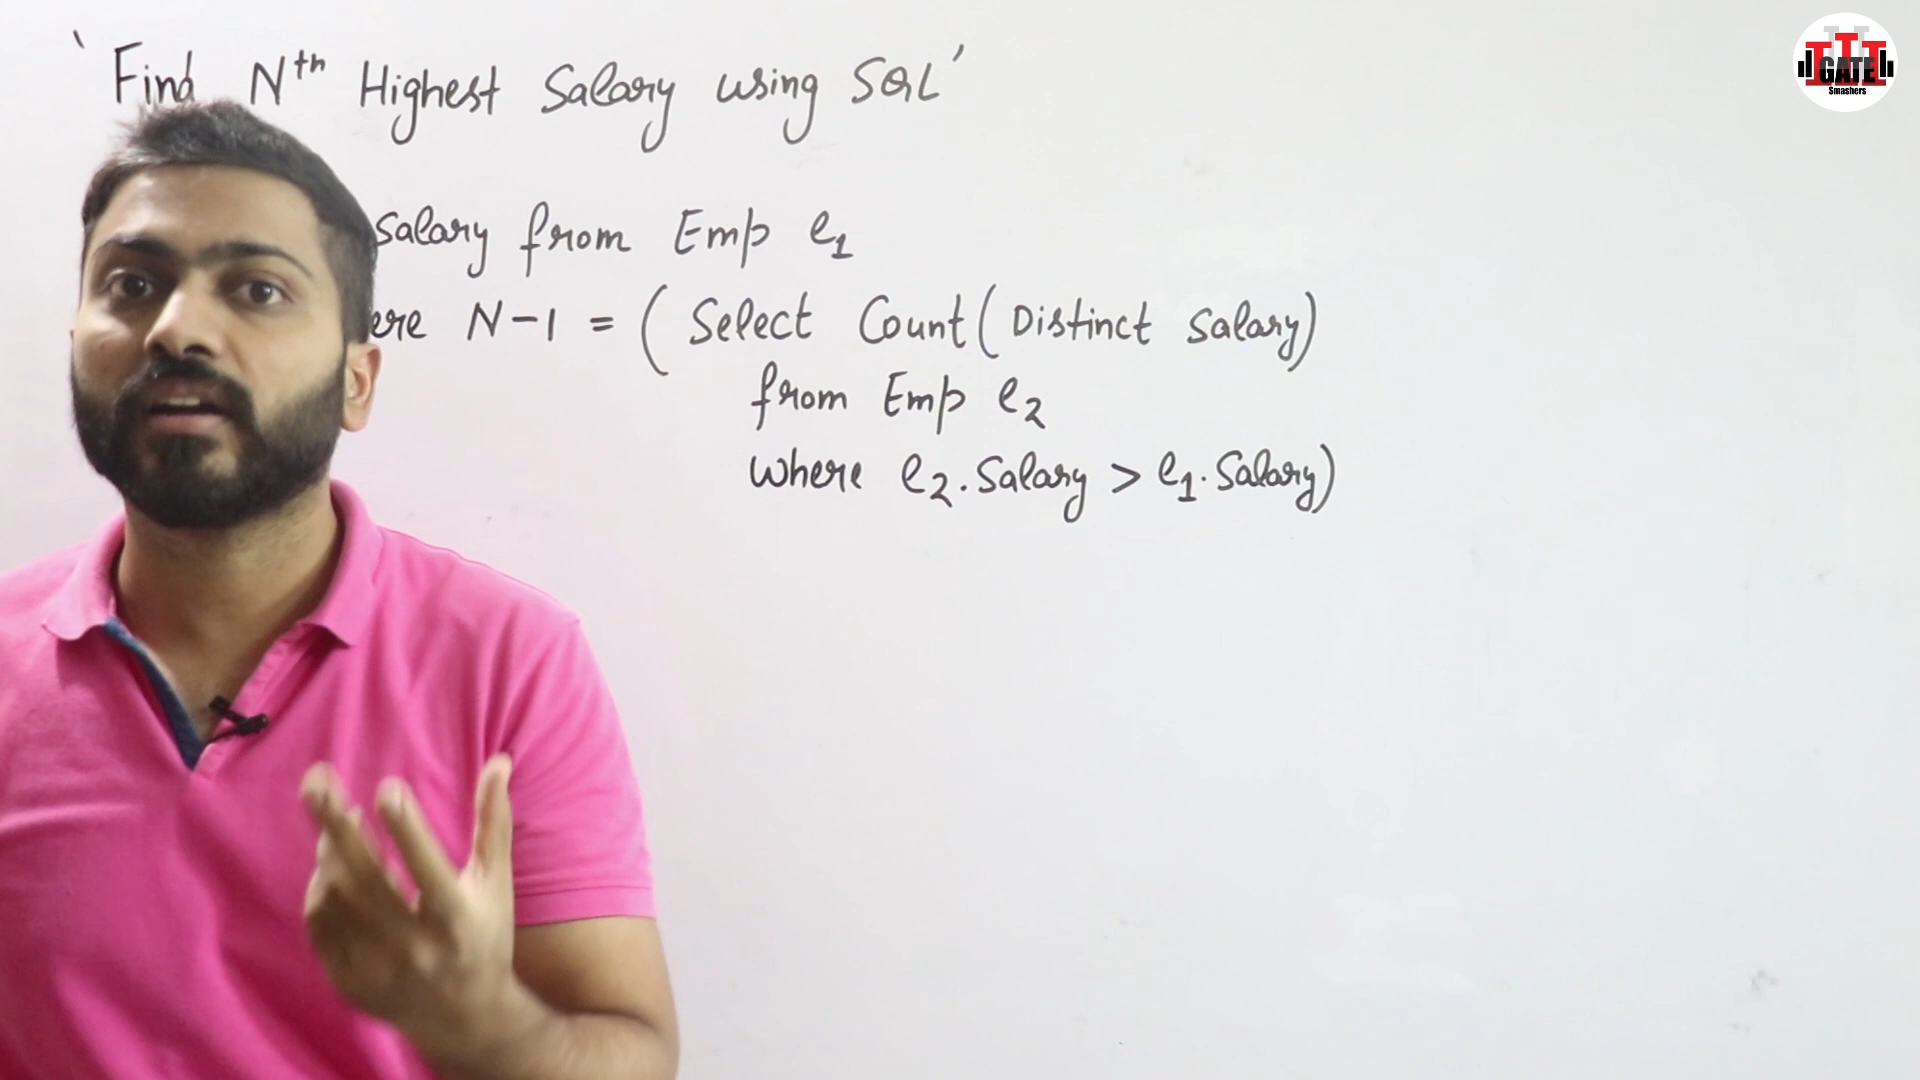 'Find Nth Highest Salary using SQL'
Salary from Emp e1
ere N-1 = ( Select Count(Distinct Salary)
from Emp e2
where e2.Salary > e1.Salary)
GATE
Smashers